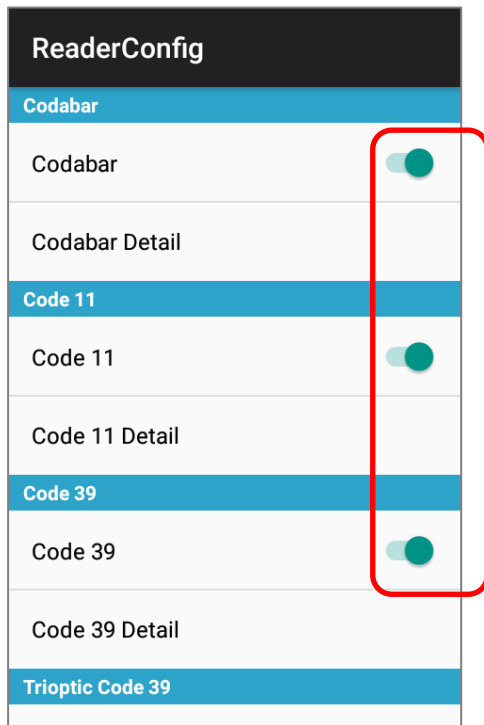 ReaderConfig
Codabar
Codabar
Codabar Detail
Code 11
Code 11
Code 11 Detail
Code 39
Code 39
Code 39 Detail
Trioptic Code 39